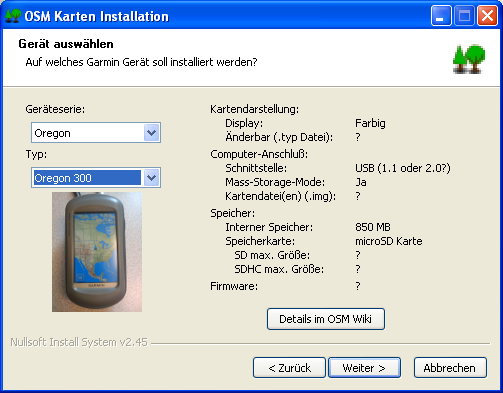 OSM Karten Installation
Gerät auswählen
Auf welches Garmin Gerät soll installiert werden?
Geräteserie:
Oregon
Typ:
Oregon 300
Kartendarstellung:
Display: Farbig
Änderbar (.typ Datei): ?
Computer-Anschluß:
Schnittstelle: USB (1.1 oder 2.0?)
Mass-Storage-Mode: Ja
Kartendatei(en) (.img): ?
Speicher:
Interner Speicher: 850 MB
Speicherkarte: microSD Karte
SD max. Größe: ?
SDHC max. Größe: ?
Firmware: ?
Details im OSM Wiki
Nullsoft Install System v2.45
< Zurück Weiter > Abbrechen